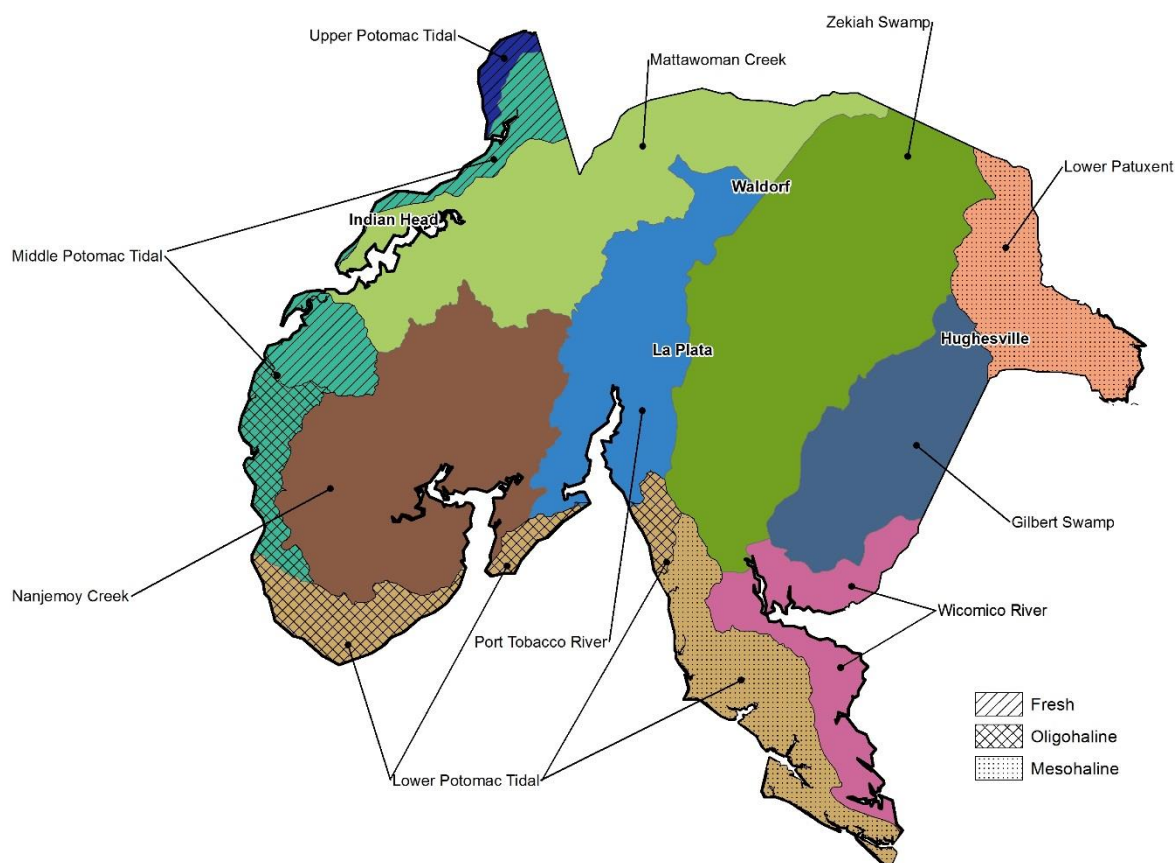 Zekiah Swamp
Upper Potomac Tidal
Mattawoman Creek
Lower Patuxent
Waldorf
Indian Head
Middle Potomac Tidal
Hughesville
La Plata
Gilbert Swamp
Nanjemoy Creek
Wicomico River
Port Tobacco River
Fresh
Oligohaline
Mesohaline
Lower Potomac Tidal